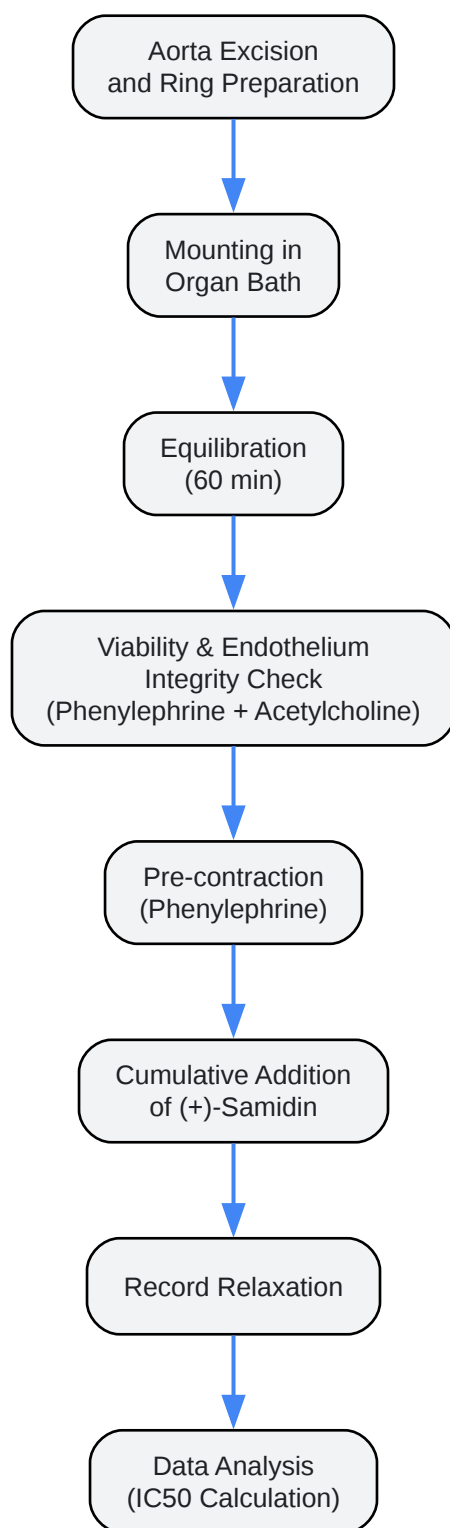 Aorta Excision
and Ring Preparation
Mounting in
Organ Bath
Equilibration
(60 min)
Viability & Endothelium
Integrity Check
(Phenylephrine + Acetylcholine)
Pre-contraction
(Phenylephrine)
Cumulative Addition
of (+)-Samidin
Record Relaxation
Data Analysis
(IC50 Calculation)